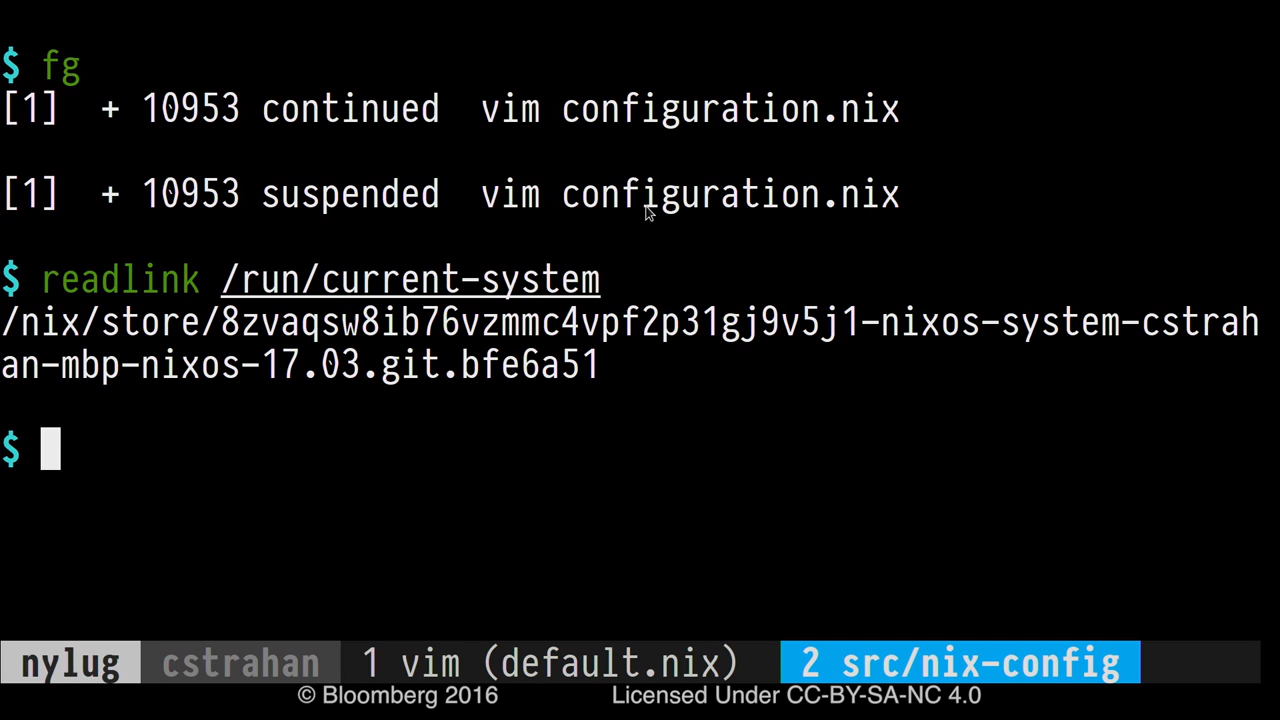 $ fg
[1]  + 10953 continued  vim configuration.nix
[1]  + 10953 suspended  vim configuration.nix
$ readlink /run/current-system
/nix/store/8zvaqsw8ib76vzmmc4vpf2p31gj9v5j1-nixos-system-cstrah
an-mbp-nixos-17.03.git.bfe6a51
$
nylug cstrahan 1 vim (default.nix) 2 src/nix-config
© Bloomberg 2016 Licensed Under CC-BY-SA-NC 4.0